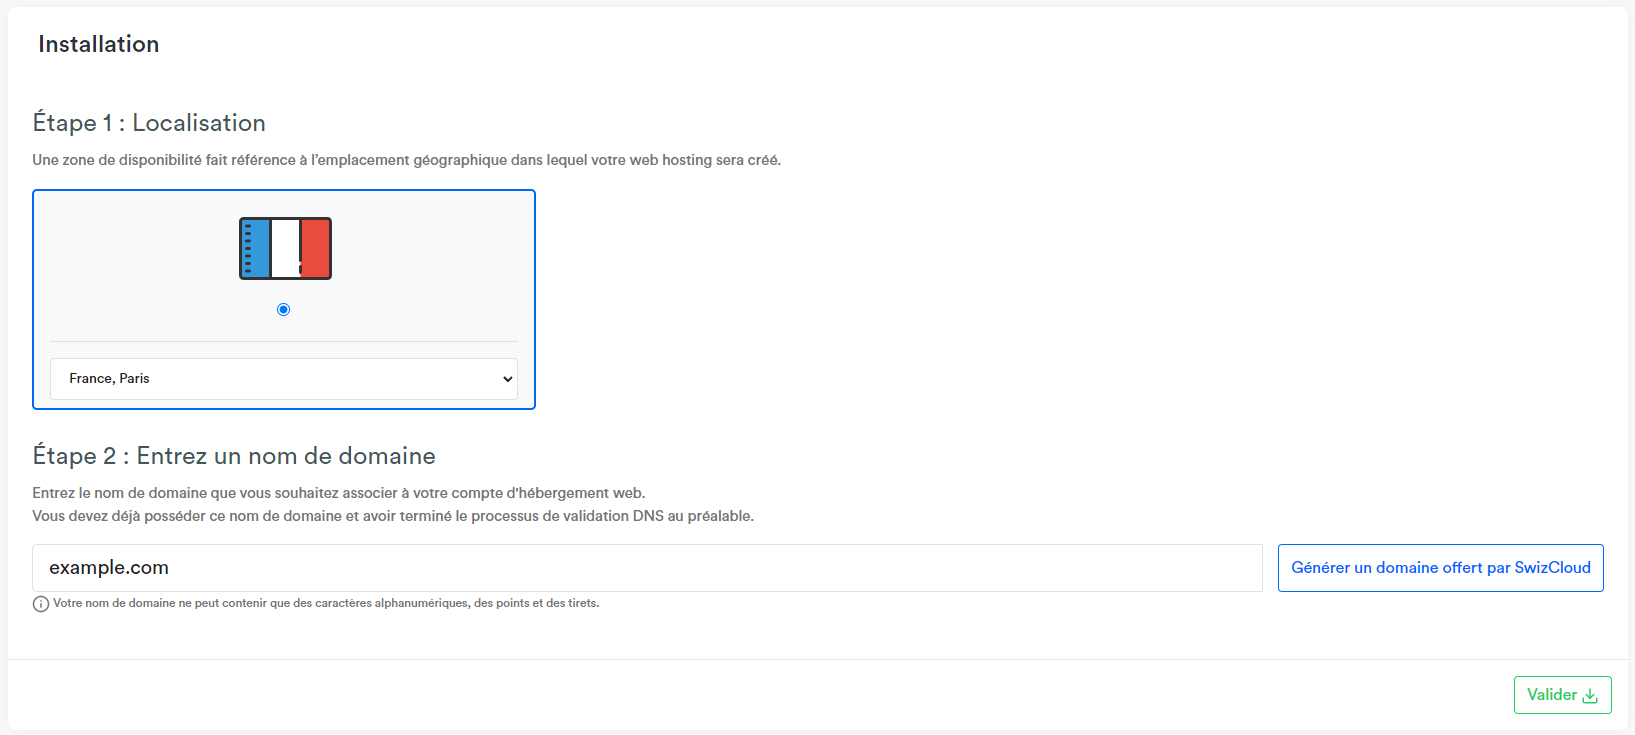 Installation
Étape 1 : Localisation
Une zone de disponibilité fait référence à l’emplacement géographique dans lequel votre web hosting sera créé.
France, Paris
Étape 2 : Entrez un nom de domaine
Entrez le nom de domaine que vous souhaitez associer à votre compte d'hébergement web.
Vous devez déjà posséder ce nom de domaine et avoir terminé le processus de validation DNS au préalable.
example.com
Générer un domaine offert par SwizCloud
Votre nom de domaine ne peut contenir que des caractères alphanumériques, des points et des tirets.
Valider